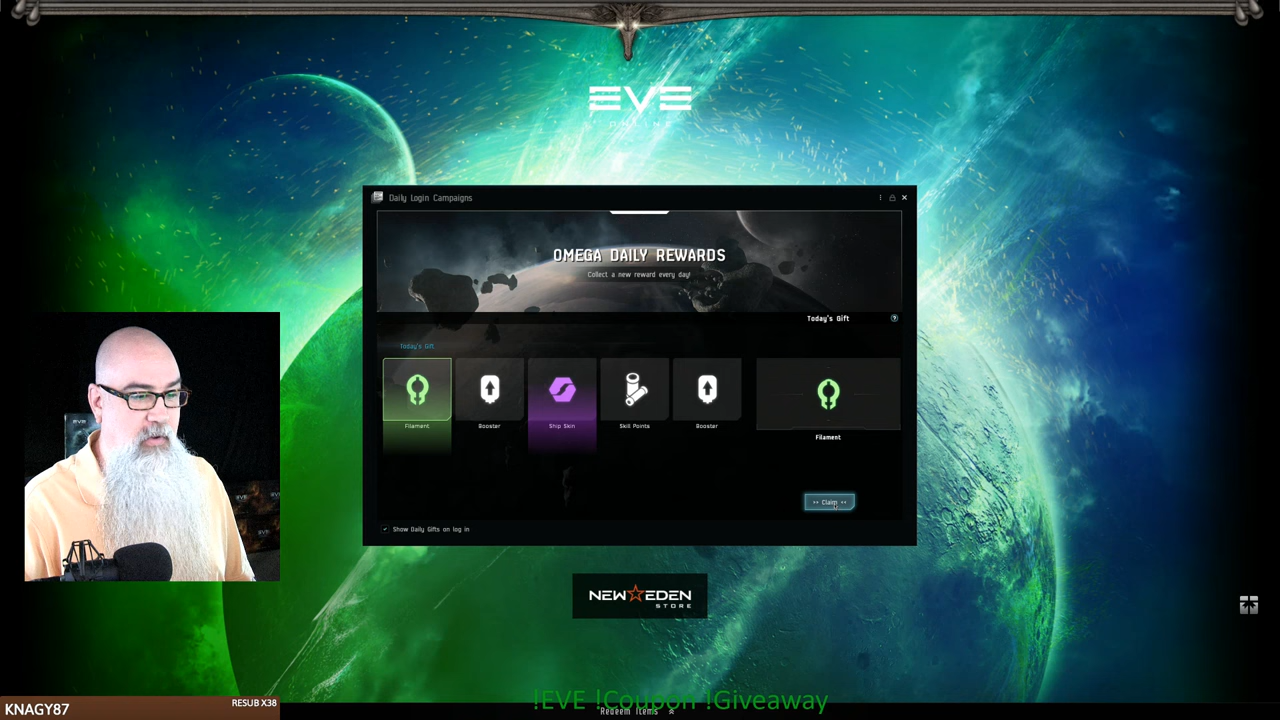 EVE
Daily Login Campaigns
OMEGA DAILY REWARDS
Collect a new reward every day!
Today's Gift
Today's Gift
Filament
Booster
Ship Skin
Skill Points
Booster
Filament
>> Claim <<
Show Daily Gifts on log in
NEW EDEN
STORE
EVE
EVE
KNAGY87
RESUB X38
!EVE !Coupon !Giveaway
Redeem Items